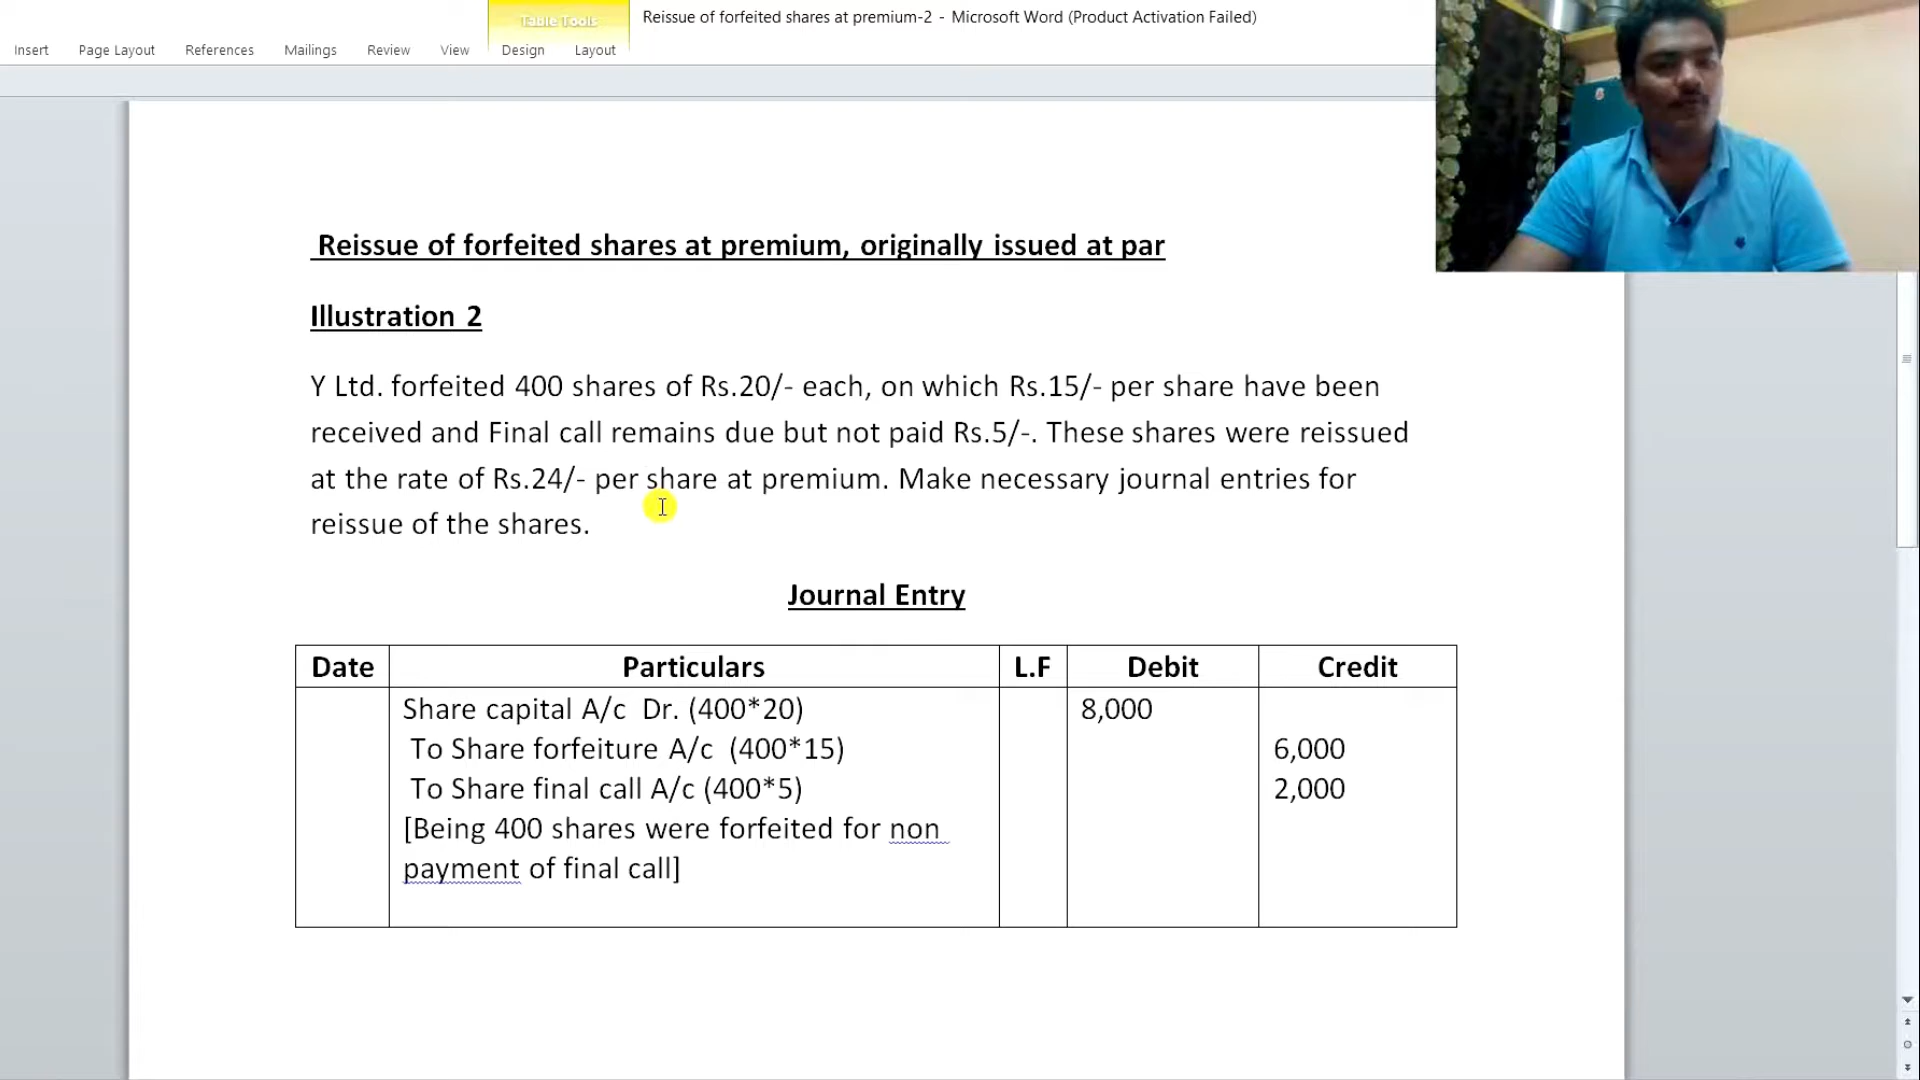 Table Tools
Reissue of forfeited shares at premium-2 - Microsoft Word (Product Activation Failed)
Insert Page Layout References Mailings Review View Design Layout
Reissue of forfeited shares at premium, originally issued at par
Illustration 2
Y Ltd. forfeited 400 shares of Rs.20/- each, on which Rs.15/- per share have been
received and Final call remains due but not paid Rs.5/-. These shares were reissued
at the rate of Rs.24/- per share at premium. Make necessary journal entries for
reissue of the shares.
Journal Entry
Date Particulars L.F Debit Credit
Share capital A/c Dr. (400*20) 8,000
To Share forfeiture A/c (400*15) 6,000
To Share final call A/c (400*5) 2,000
[Being 400 shares were forfeited for non
payment of final call]